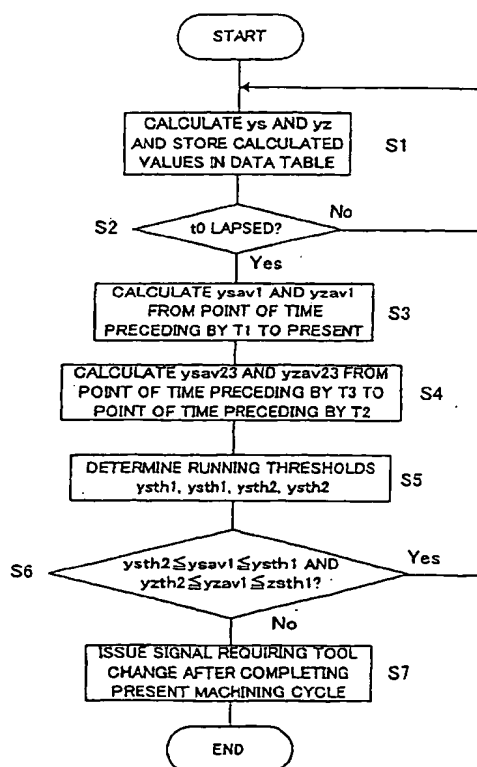 START
CALCULATE ys AND yz
AND STORE CALCULATED
VALUES IN DATA TABLE
S1
S2
t0 LAPSED?
No
Yes
CALCULATE ysav1 AND yzav1
FROM POINT OF TIME
PRECEDING BY T1 TO PRESENT
S3
CALCULATE ysav23 AND yzav23 FROM
POINT OF TIME PRECEDING BY T3 TO
POINT OF TIME PRECEDING BY T2
S4
DETERMINE RUNNING THRESHOLDS
ysth1, ysth1, ysth2, ysth2
S5
S6
ysth2≦ysav1≦ysth1 AND
yzth2≦yzav1≦zsth1?
Yes
No
ISSUE SIGNAL REQUIRING TOOL
CHANGE AFTER COMPLETING
PRESENT MACHINING CYCLE
S7
END